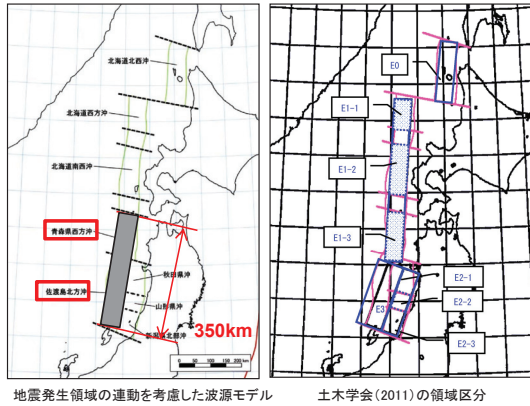 北海道北西沖
北海道西方沖
北海道南西沖
青森県西方沖
佐渡島北方沖
秋田県沖
山形県沖
新潟県北部沖
350km
0 50 100 150 200 km
地震発生領域の連動を考慮した波源モデル
E0
E1-1
E1-2
E1-3
E2-1
E2-2
E3
E2-3
土木学会(2011)の領域区分